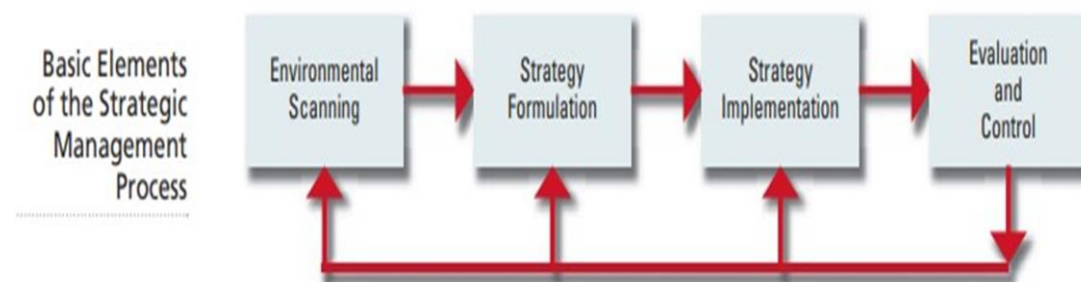 Basic Elements
of the Strategic
Management
Process
Environmental
Scanning
Strategy
Formulation
Strategy
Implementation
Evaluation
and
Control